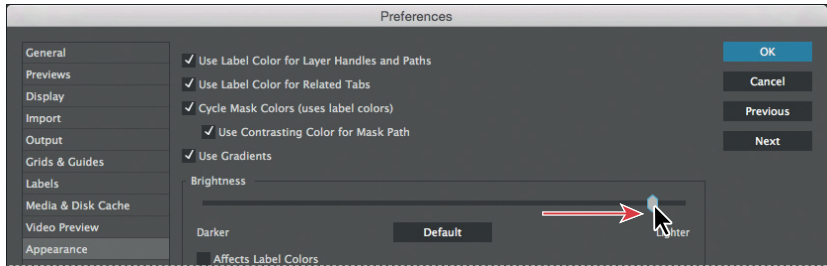 Preferences
General
Previews
Display
Import
Output
Grids & Guides
Labels
Media & Disk Cache
Video Preview
Appearance
Use Label Color for Layer Handles and Paths
Use Label Color for Related Tabs
Cycle Mask Colors (uses label colors)
Use Contrasting Color for Mask Path
Use Gradients
Brightness
Darker Default Lighter
Affects Label Colors
OK
Cancel
Previous
Next